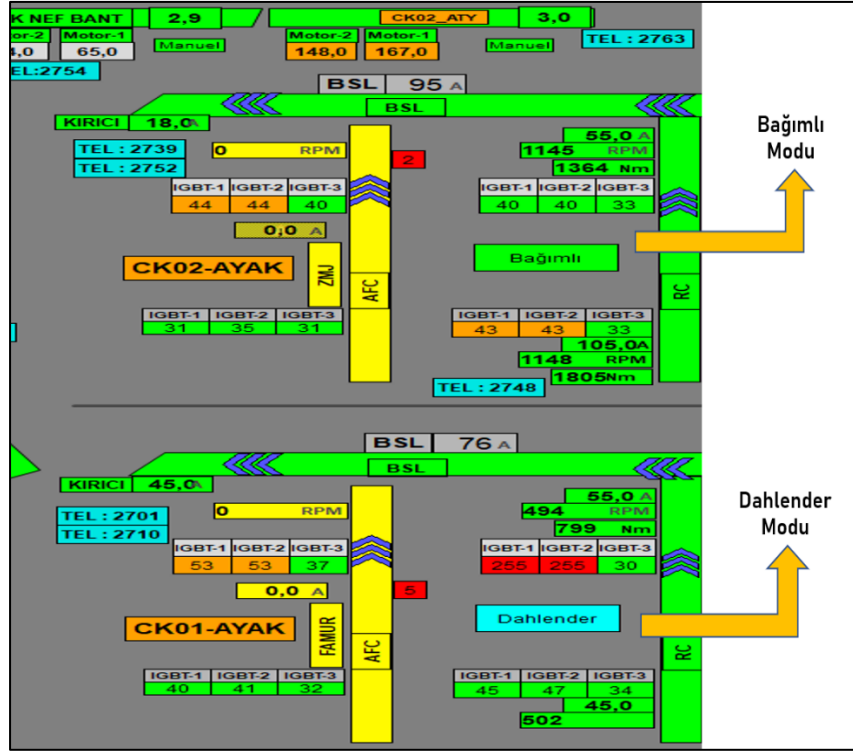 K NEF BANT 2,9 CK02_ATY 3,0
or-2 Motor-1 Motor-2 Motor-1
4,0 65,0 Manuel 148,0 167,0 Manuel TEL : 2763
EL:2754
BSL 95 A
BSL
KIRICI 18,0A
TEL : 2739
TEL : 2752
0 RPM
2
55,0 A
1145 RPM
1364 Nm
IGBT-1 IGBT-2 IGBT-3
44 44 40
IGBT-1 IGBT-2 IGBT-3
40 40 33
0,0 A
CK02-AYAK
ZMJ
AFC
Bağımlı
RC
IGBT-1 IGBT-2 IGBT-3
31 35 31
IGBT-1 IGBT-2 IGBT-3
43 43 33
105,0A
1148 RPM
1805Nm
TEL : 2748
Bağımlı
Modu
BSL 76 A
BSL
KIRICI 45,0A
TEL : 2701
TEL : 2710
0 RPM
55,0 A
494 RPM
799 Nm
IGBT-1 IGBT-2 IGBT-3
53 53 37
IGBT-1 IGBT-2 IGBT-3
255 255 30
0,0 A
5
CK01-AYAK
FAMUR
AFC
Dahlender
RC
IGBT-1 IGBT-2 IGBT-3
40 41 32
IGBT-1 IGBT-2 IGBT-3
45 47 34
45,0
502
Dahlender
Modu